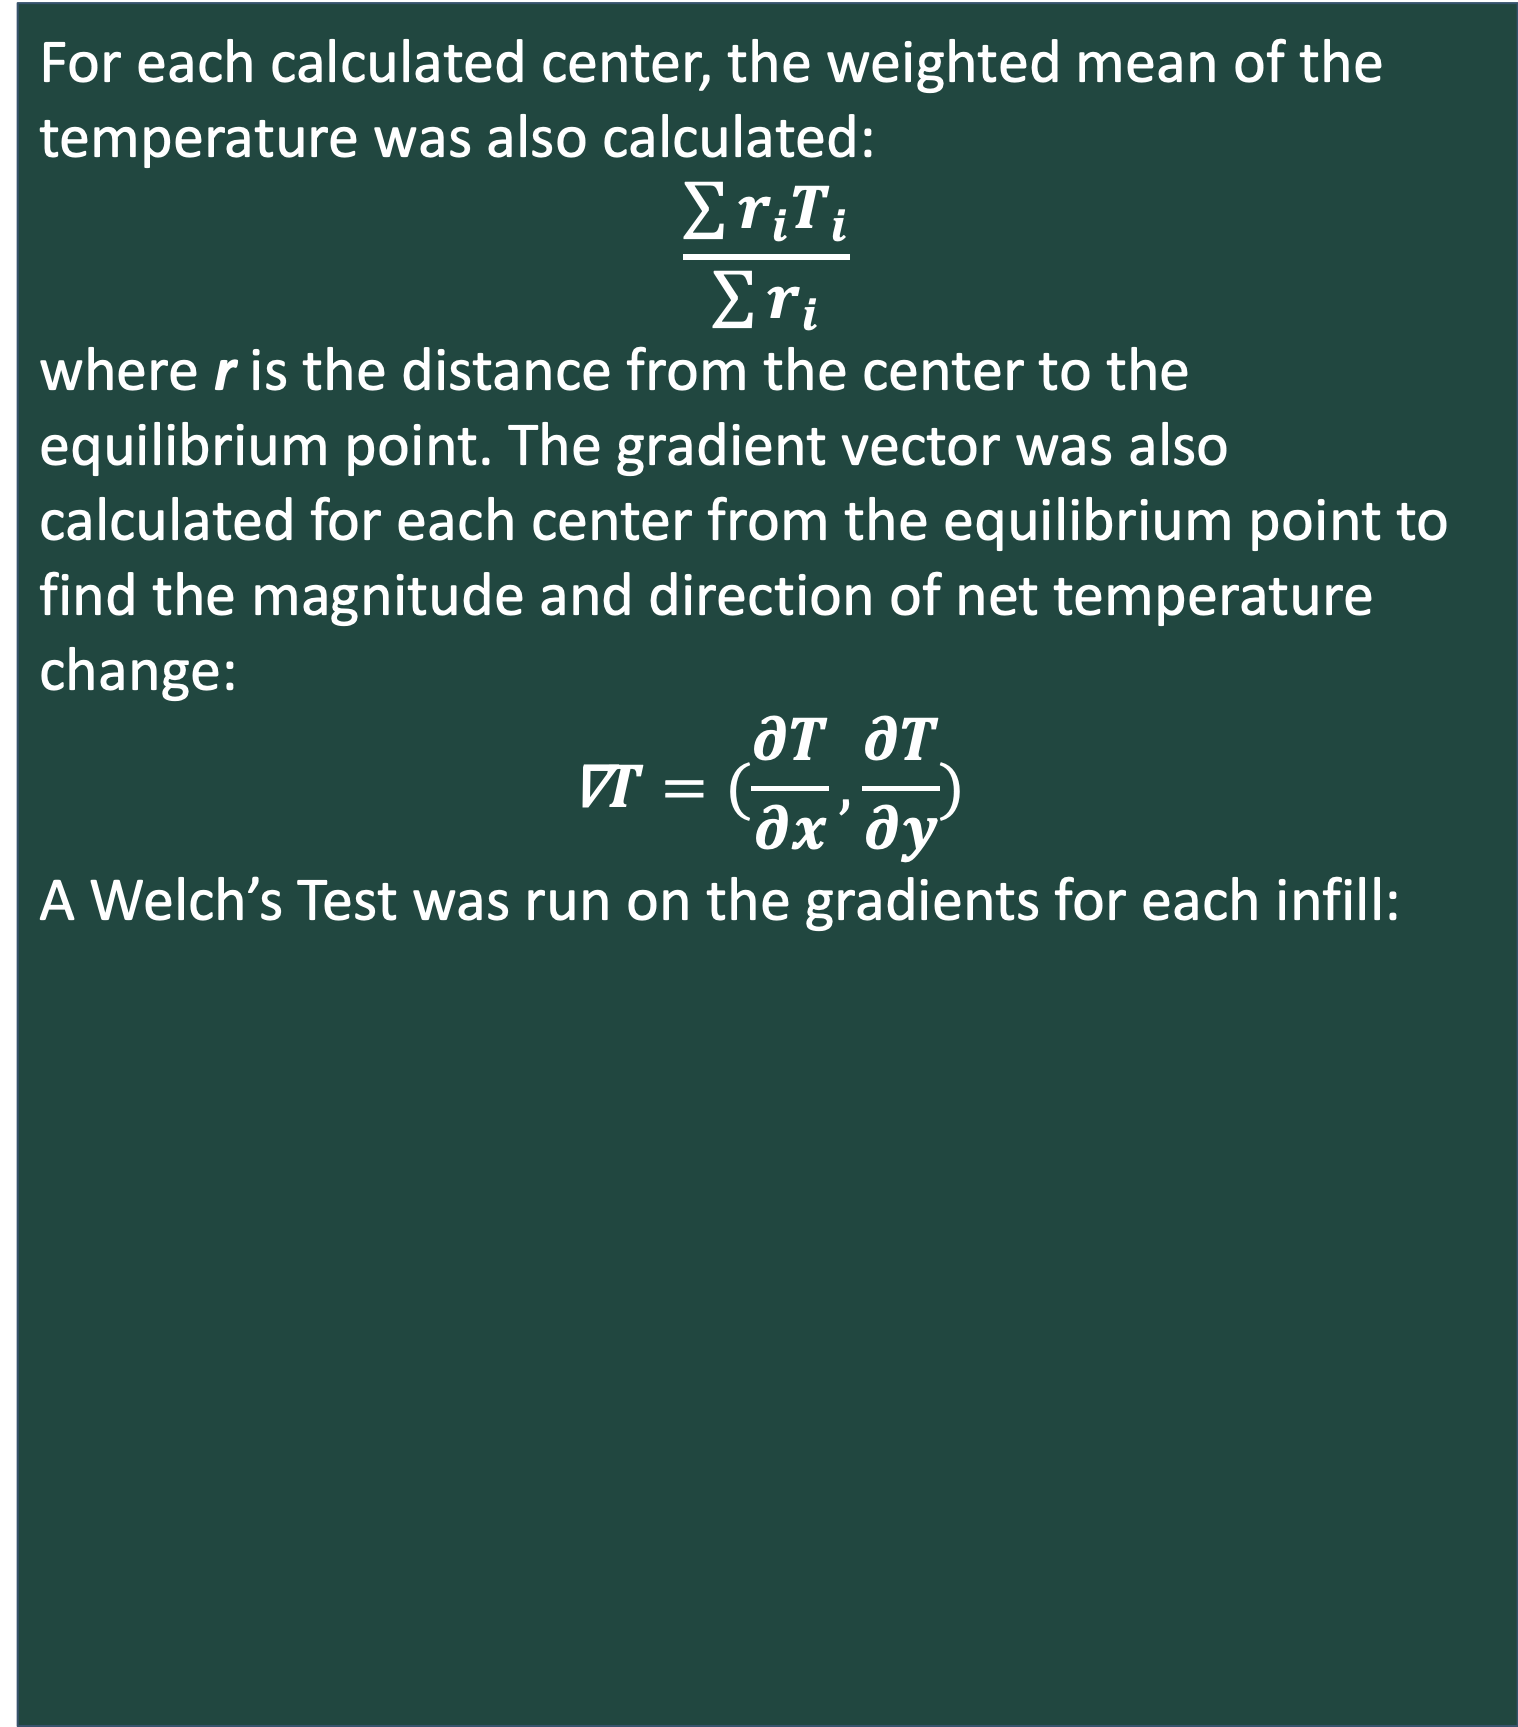 For each calculated center, the weighted mean of the
temperature was also calculated:
∑ rᵢTᵢ
∑ rᵢ
where r is the distance from the center to the
equilibrium point. The gradient vector was also
calculated for each center from the equilibrium point to
find the magnitude and direction of net temperature
change:
∇T = (∂T/∂x, ∂T/∂y)
A Welch’s Test was run on the gradients for each infill: